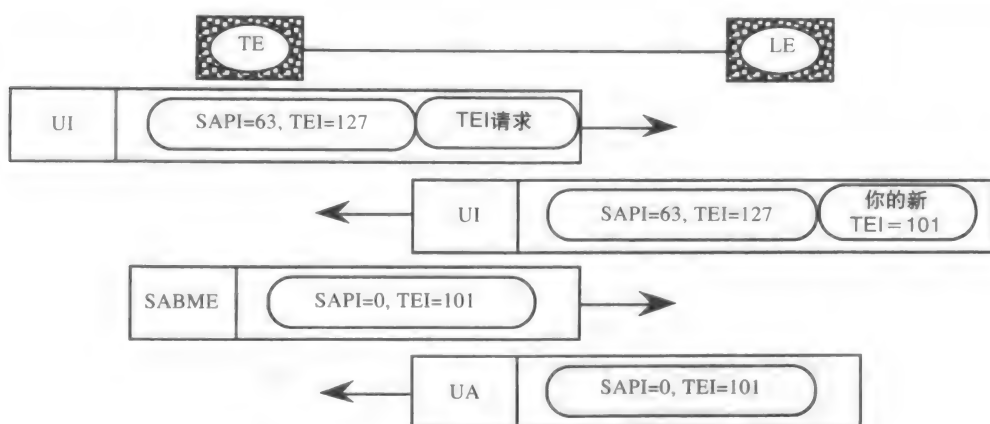 TE
LE
UI
SAPI=63, TEI=127
TEI请求
UI
SAPI=63, TEI=127
你的新
TEI=101
SABME
SAPI=0, TEI=101
UA
SAPI=0, TEI=101